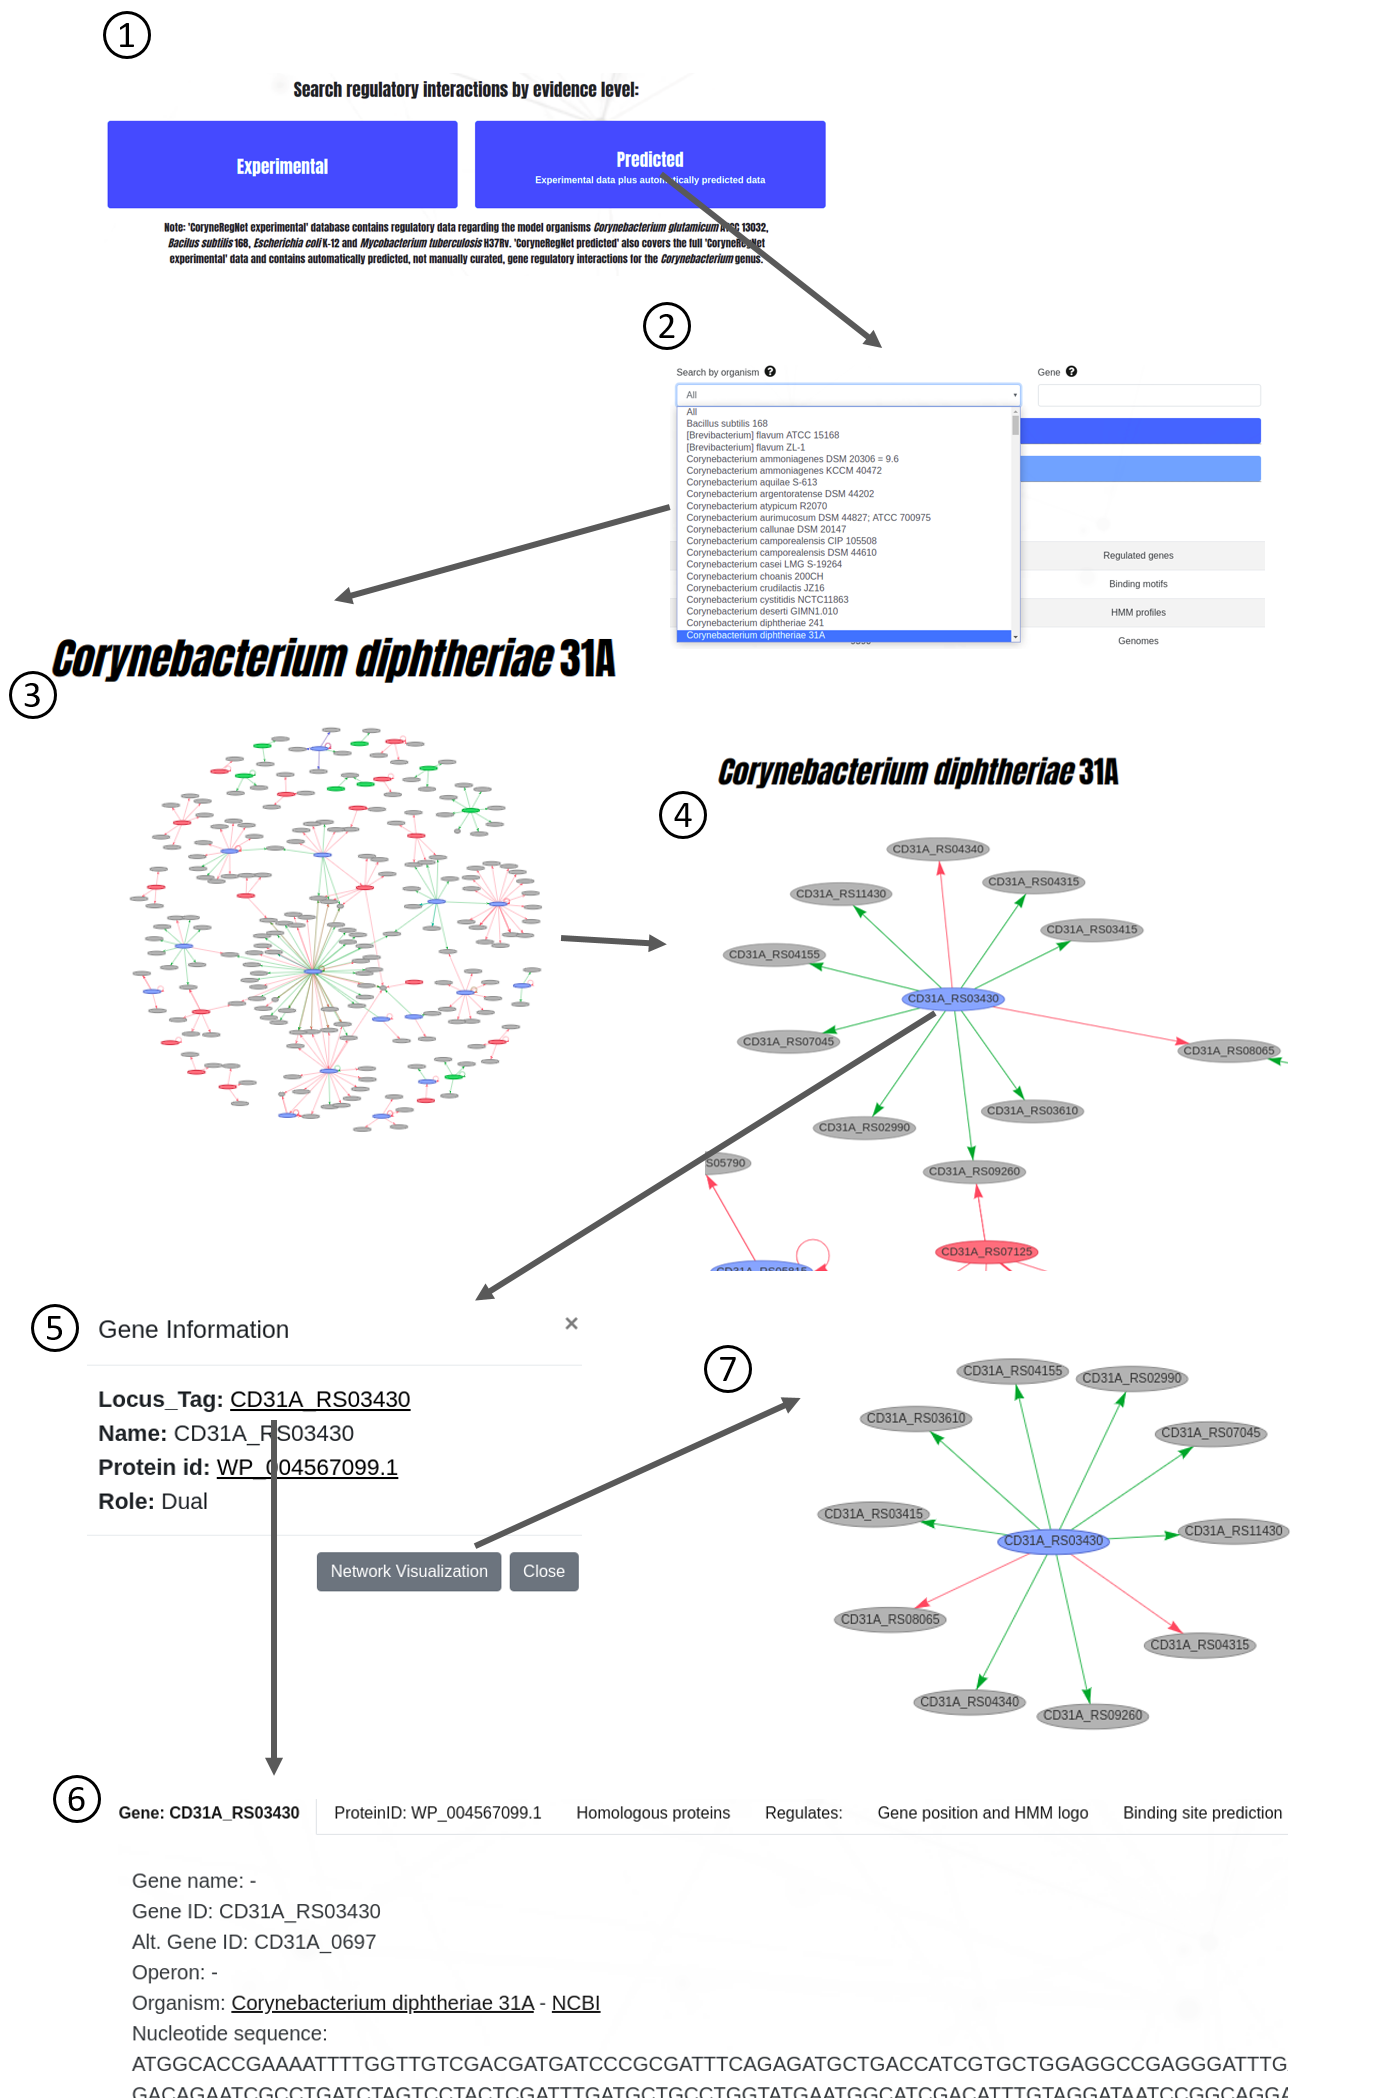 1
Search regulatory interactions by evidence level:
Experimental
Predicted
Experimental data plus automatically predicted data
Note: 'CoryneRegNet experimental' database contains regulatory data regarding the model organisms Corynebacterium glutamicum ATCC 13032,
Bacilus subtilis 168, Escherichia coli K-12 and Mycobacterium tuberculosis H37Rv. 'CoryneRegNet predicted' also covers the full 'CoryneRegNet
experimental' data and contains automatically predicted, not manually curated, gene regulatory interactions for the Corynebacterium genus.
2
Search by organism ?
Gene ?
All
All
Bacillus subtilis 168
[Brevibacterium] flavum ATCC 15168
[Brevibacterium] flavum ZL-1
Corynebacterium ammoniagenes DSM 20306 = 9.6
Corynebacterium ammoniagenes KCCM 40472
Corynebacterium aquilae S-613
Corynebacterium argentoratense DSM 44202
Corynebacterium atypicum R2070
Corynebacterium aurimucosum DSM 44827; ATCC 700975
Corynebacterium callunae DSM 20147
Corynebacterium camporealensis CIP 105508
Corynebacterium camporealensis DSM 44610
Corynebacterium casei LMG S-19264
Corynebacterium choanis 200CH
Corynebacterium crudilactis JZ16
Corynebacterium cystitidis NCTC11863
Corynebacterium deserti GIMN1.010
Corynebacterium diphtheriae 241
Corynebacterium diphtheriae 31A
Regulated genes
Binding motifs
HMM profiles
Genomes
3
Corynebacterium diphtheriae 31A
4
Corynebacterium diphtheriae 31A
CD31A_RS04340
CD31A_RS04315
CD31A_RS11430
CD31A_RS03415
CD31A_RS04155
CD31A_RS03430
CD31A_RS07045
CD31A_RS08065
CD31A_RS03610
CD31A_RS02990
S05790
CD31A_RS09260
CD31A_RS07125
CD31A_RS05815
5
Gene Information ×
Locus_Tag: CD31A_RS03430
Name: CD31A_RS03430
Protein id: WP_004567099.1
Role: Dual
Network Visualization
Close
7
CD31A_RS04155
CD31A_RS02990
CD31A_RS03610
CD31A_RS07045
CD31A_RS03415
CD31A_RS11430
CD31A_RS03430
CD31A_RS08065
CD31A_RS04315
CD31A_RS04340
CD31A_RS09260
6
Gene: CD31A_RS03430 ProteinID: WP_004567099.1 Homologous proteins Regulates: Gene position and HMM logo Binding site prediction
Gene name: -
Gene ID: CD31A_RS03430
Alt. Gene ID: CD31A_0697
Operon: -
Organism: Corynebacterium diphtheriae 31A - NCBI
Nucleotide sequence:
ATGGCACCGAAAATTTTGGTTGTCGACGATGATCCCGCGATTTCAGAGATGCTGACCATCGTGCTGGAGGCCGAGGGATTTG
GACAGAATCGCCTGATCTAGTCCTACTCGATTTGATGCTGCCTGGTATGAATGGCATCGACATTTGTAGGATAATCCGGCAGGA